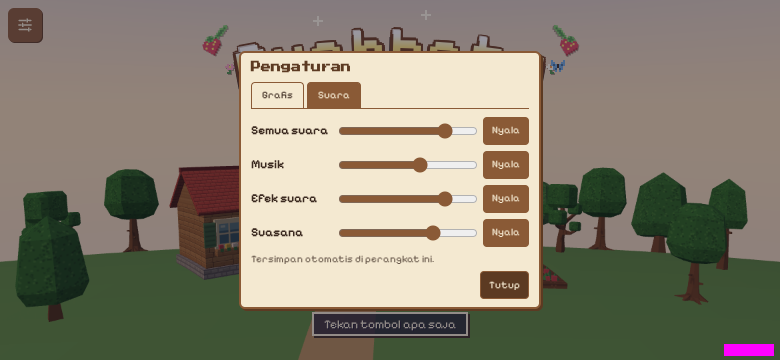 Pengaturan
Grafis
Suara
Semua suara
Nyala
Musik
Nyala
Efek suara
Nyala
Suasana
Nyala
Tersimpan otomatis di perangkat ini.
Tutup
Tekan tombol apa saja